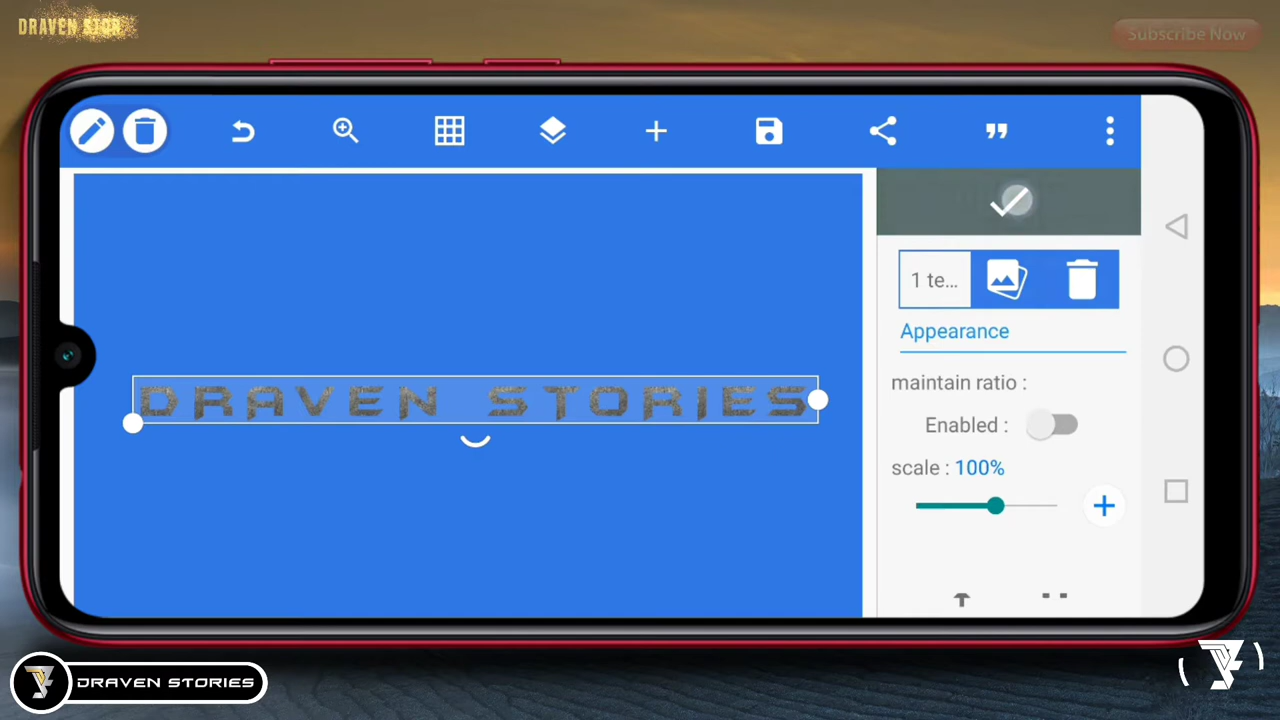 DRAVEN STOR
Subscribe Now
1 te...
Appearance
maintain ratio :
Enabled :
scale : 100%
DRAVEN STORIES
DRAVEN STORIES